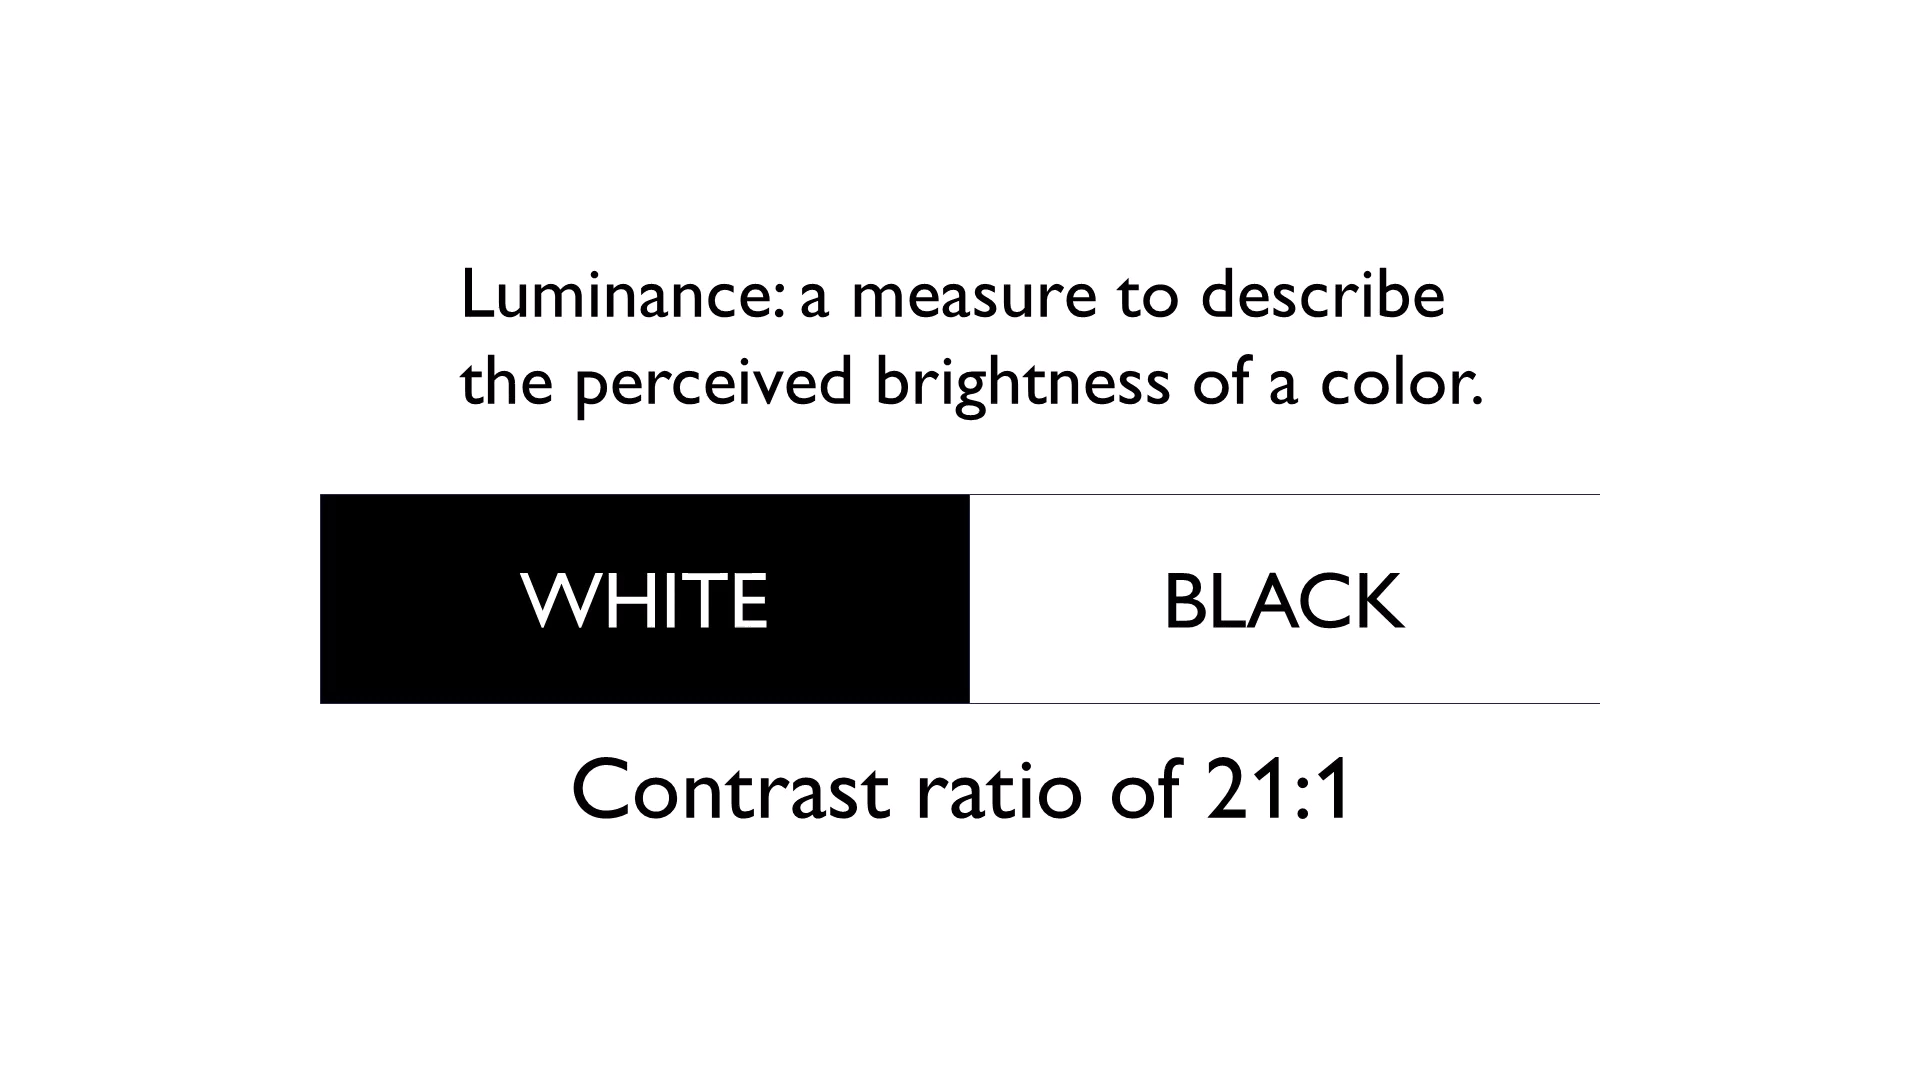 Luminance: a measure to describe
the perceived brightness of a color.
WHITE
BLACK
Contrast ratio of 21:1